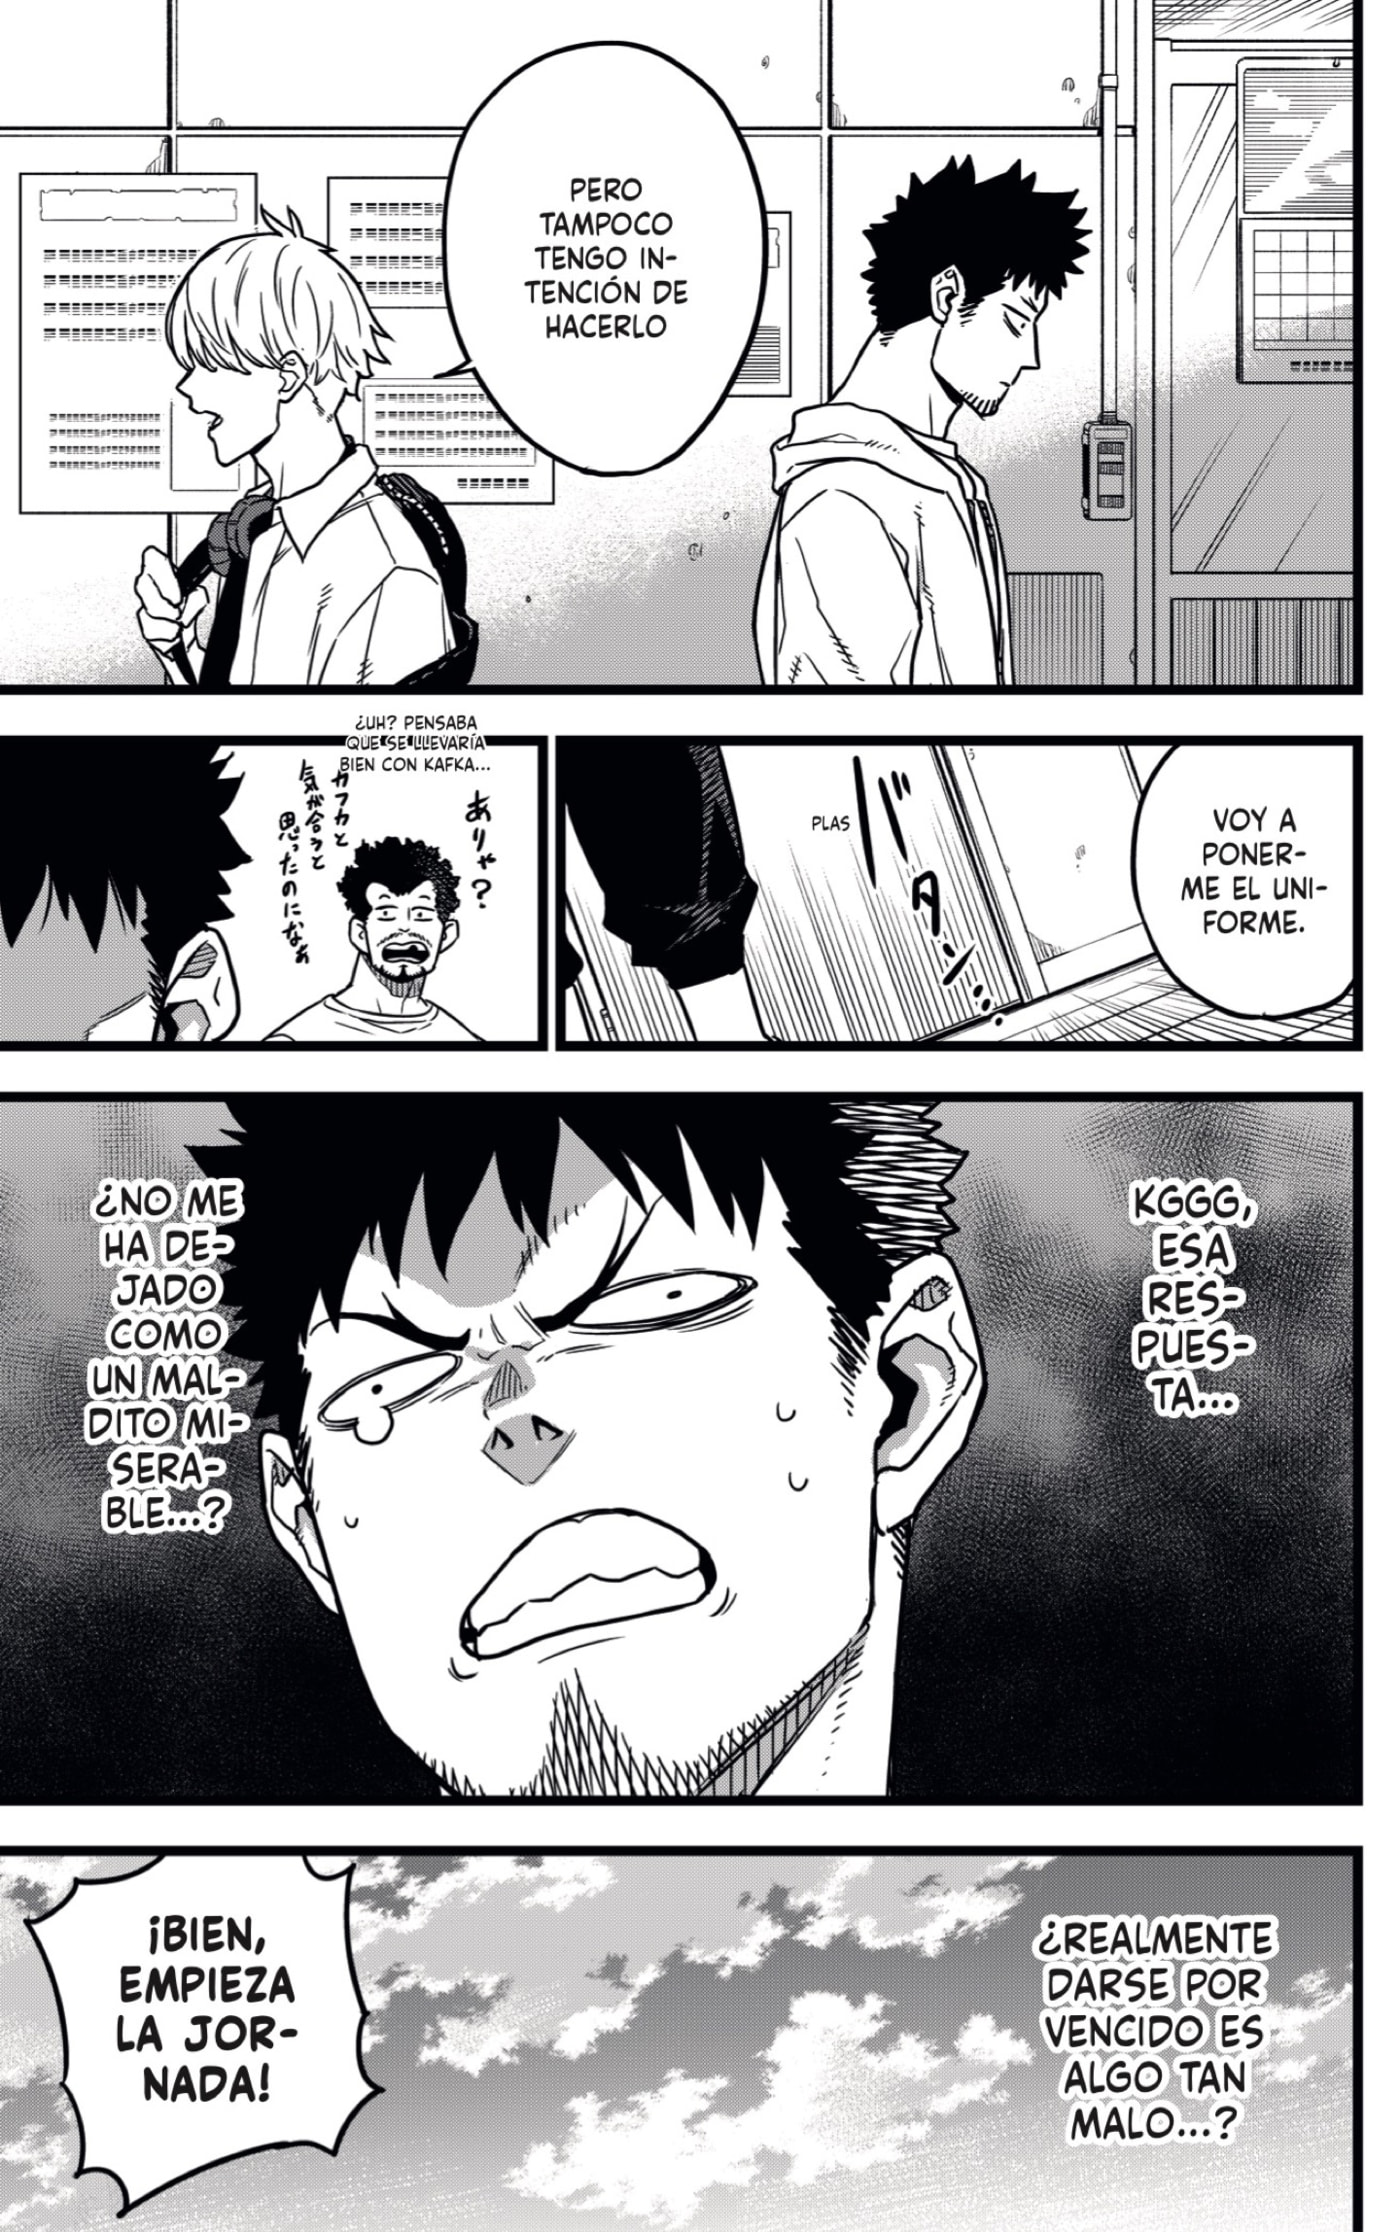 PERO
TAMPOCO
TENGO IN-
TENCIÓN DE
HACERLO
VOY A
PONER-
ME EL UNI-
FORME.
PLAS
タン
¿UH? PENSABA
QUE SE LLEVARÍA
BIEN CON KAFKA...
ありゃ?
カフカと
気が合うと
思ったのになぁ
KGGG,
ESA
RES-
PUES-
TA...
¿NO ME
HA DE-
JADO
COMO
UN MAL-
DITO MI-
SERA-
BLE...?
¿REALMENTE
DARSE POR
VENCIDO ES
ALGO TAN
MALO...?
¡BIEN,
EMPIEZA
LA JOR-
NADA!